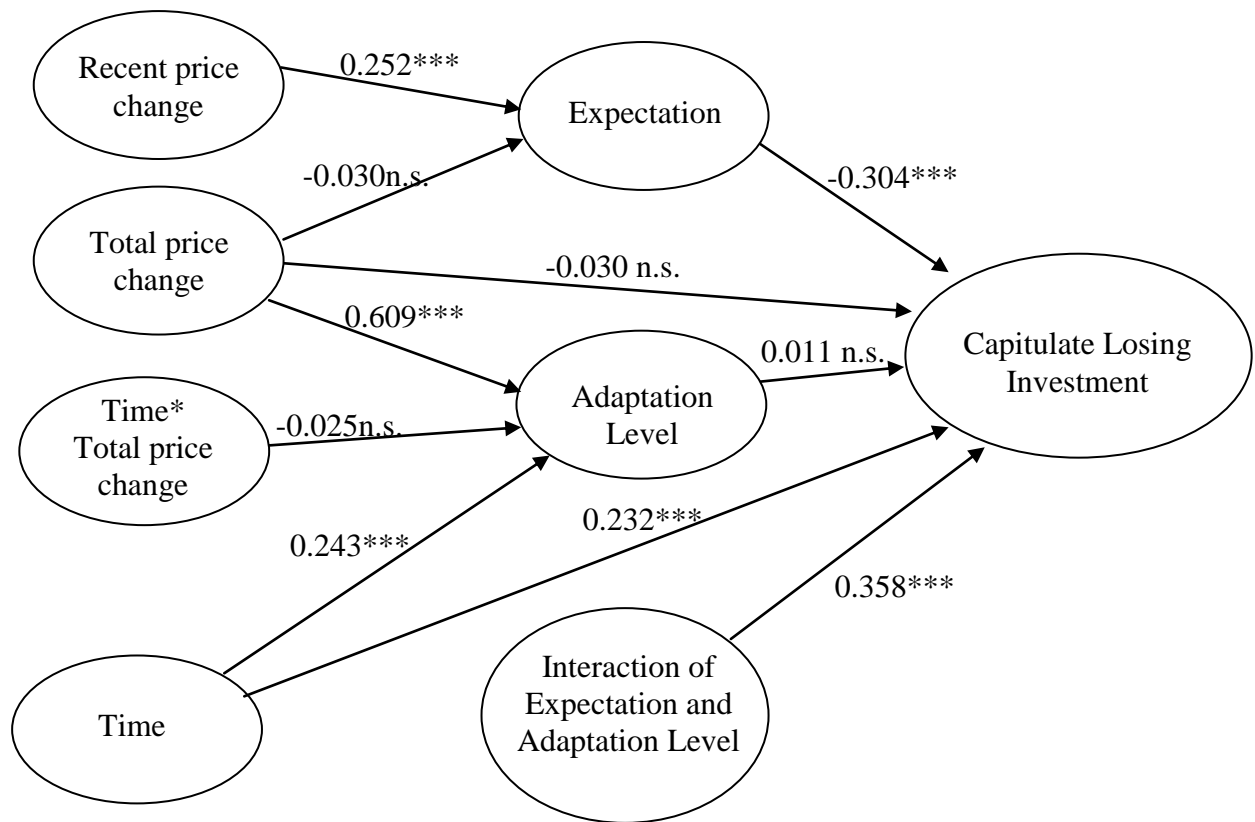 Recent price
change
0.252***
Expectation
-0.030n.s.
-0.304***
Total price
change
-0.030 n.s.
0.609***
Capitulate Losing
Investment
0.011 n.s.
Adaptation
Level
Time*
Total price
change
-0.025n.s.
0.243***
0.232***
0.358***
Interaction of
Expectation and
Adaptation Level
Time